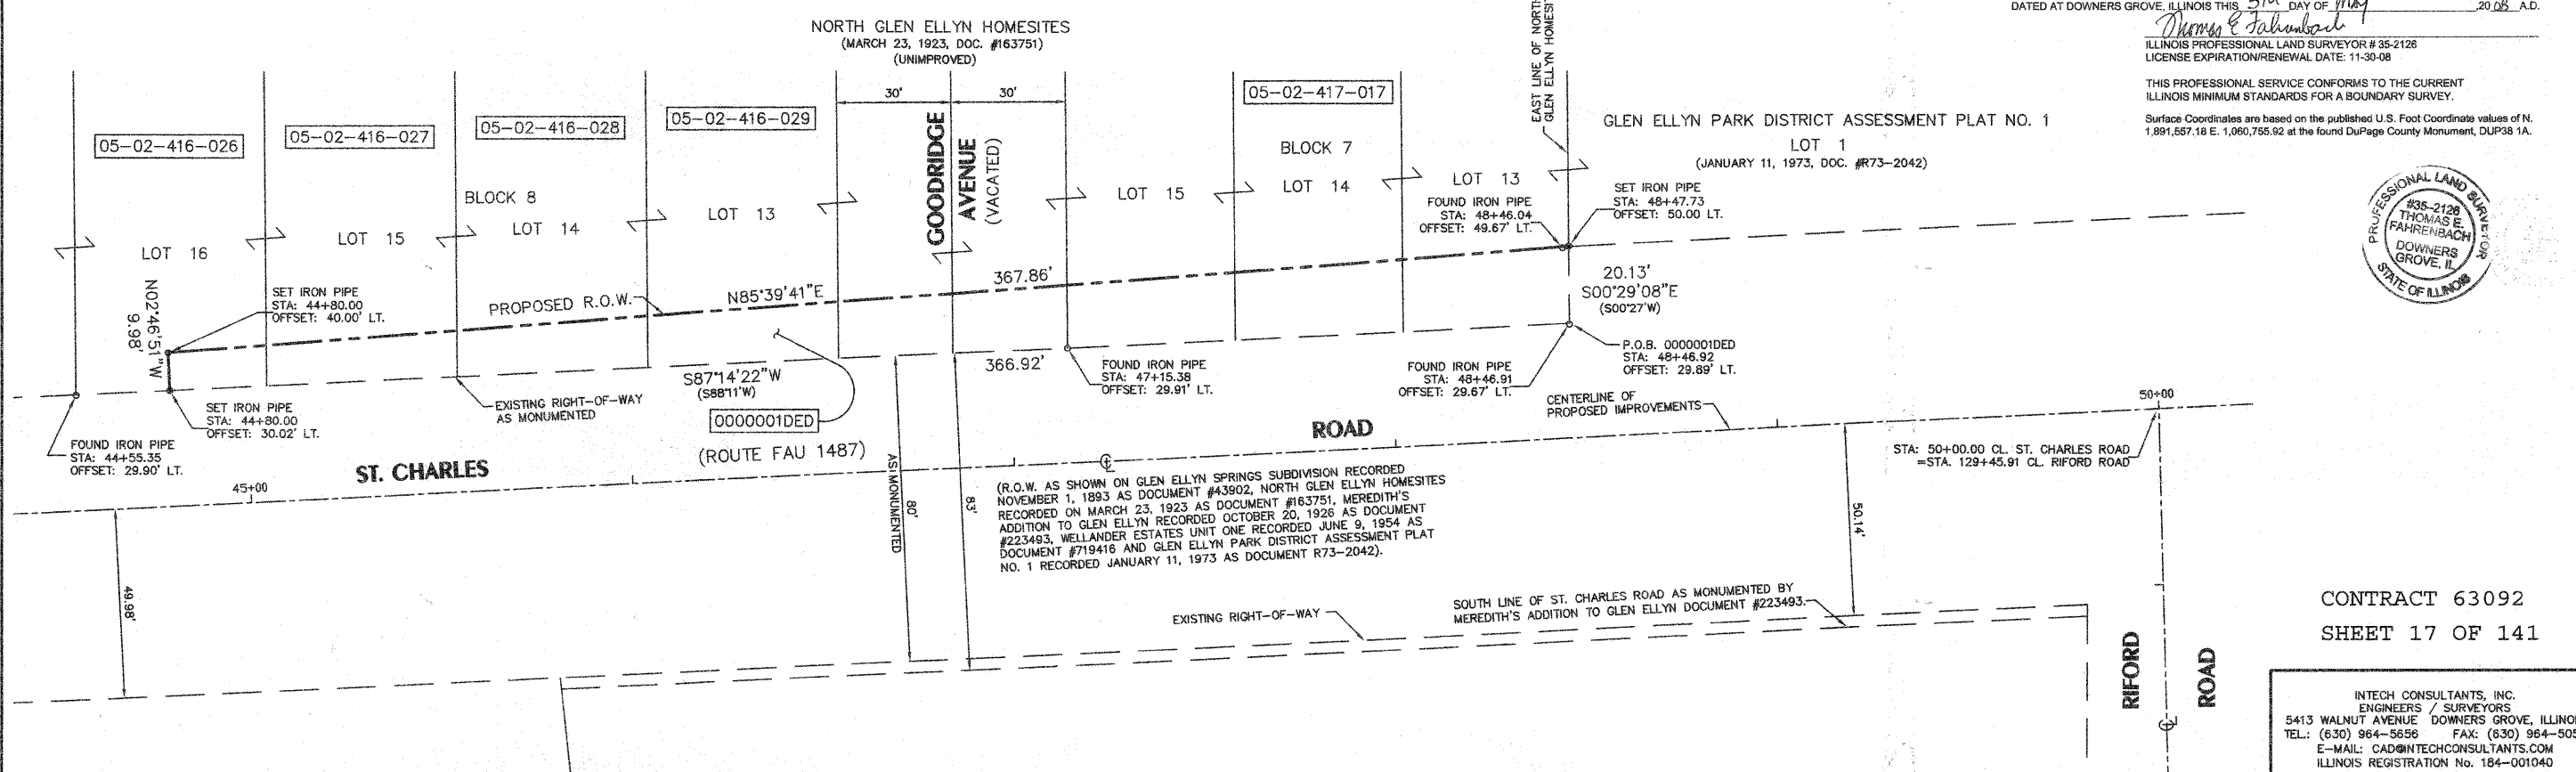 NORTH GLEN ELLYN HOMESITES
(MARCH 23, 1923, DOC. #163751)
(UNIMPROVED)
EAST LINE OF NORTH
GLEN ELLYN
DATED AT DOWNERS GROVE, ILLINOIS THIS 5TH DAY OF MAY ,20 08 A.D.
Thomas E Fahrenbach
ILLINOIS PROFESSIONAL LAND SURVEYOR # 35-2126
LICENSE EXPIRATION/RENEWAL DATE: 11-30-08
THIS PROFESSIONAL SERVICE CONFORMS TO THE CURRENT
ILLINOIS MINIMUM STANDARDS FOR A BOUNDARY SURVEY.
Surface Coordinates are based on the published U.S. Foot Coordinate values of N.
1,891,557.18 E. 1,060,755.92 at the found DuPage County Monument, DUP38 1A.
PROFESSIONAL LAND SURVEYOR
#35-2126
THOMAS E.
FAHRENBACH
DOWNERS
GROVE, IL
STATE OF ILLINOIS
05-02-416-026
05-02-416-027
05-02-416-028
05-02-416-029
30'
30'
05-02-417-017
GOODRIDGE
AVENUE
(VACATED)
BLOCK 8
BLOCK 7
LOT 16
LOT 15
LOT 14
LOT 13
LOT 15
LOT 14
LOT 13
GLEN ELLYN PARK DISTRICT ASSESSMENT PLAT NO. 1
LOT 1
(JANUARY 11, 1973, DOC. #R73-2042)
FOUND IRON PIPE
STA: 48+46.04
OFFSET: 49.67' LT.
SET IRON PIPE
STA: 48+47.73
OFFSET: 50.00 LT.
N02°46'51"W
9.98'
SET IRON PIPE
STA: 44+80.00
OFFSET: 40.00' LT.
PROPOSED R.O.W.
N85°39'41"E
367.86'
20.13'
S00°29'08"E
(S00°27'W)
P.O.B. 0000001DED
STA: 48+46.92
OFFSET: 29.89' LT.
FOUND IRON PIPE
STA: 44+55.35
OFFSET: 29.90' LT.
SET IRON PIPE
STA: 44+80.00
OFFSET: 30.02' LT.
EXISTING RIGHT-OF-WAY
AS MONUMENTED
S87°14'22"W
(S88°11'W)
0000001DED
366.92'
FOUND IRON PIPE
STA: 47+15.38
OFFSET: 29.91' LT.
FOUND IRON PIPE
STA: 48+46.91
OFFSET: 29.67' LT.
CENTERLINE OF
PROPOSED IMPROVEMENTS
50+00
STA: 50+00.00 CL. ST. CHARLES ROAD
=STA. 129+45.91 CL. RIFORD ROAD
45+00
ST. CHARLES
(ROUTE FAU 1487)
ROAD
AS MONUMENTED
80'
83'
(R.O.W. AS SHOWN ON GLEN ELLYN SPRINGS SUBDIVISION RECORDED
NOVEMBER 1, 1893 AS DOCUMENT #43902, NORTH GLEN ELLYN HOMESITES
RECORDED ON MARCH 23, 1923 AS DOCUMENT #163751, MEREDITH'S
ADDITION TO GLEN ELLYN RECORDED OCTOBER 20, 1926 AS DOCUMENT
#223493, WELLANDER ESTATES UNIT ONE RECORDED JUNE 9, 1954 AS
DOCUMENT #719416 AND GLEN ELLYN PARK DISTRICT ASSESSMENT PLAT
NO. 1 RECORDED JANUARY 11, 1973 AS DOCUMENT R73-2042).
49.98'
50.14'
EXISTING RIGHT-OF-WAY
SOUTH LINE OF ST. CHARLES ROAD AS MONUMENTED BY
MEREDITH'S ADDITION TO GLEN ELLYN DOCUMENT #223493.
RIFORD
ROAD
CONTRACT 63092
SHEET 17 OF 141
INTECH CONSULTANTS, INC.
ENGINEERS / SURVEYORS
5413 WALNUT AVENUE DOWNERS GROVE,
TEL.: (630) 964-5656 FAX: (630)
E-MAIL: CAD@INTECHCONSULTANTS.COM
ILLINOIS REGISTRATION No. 184-001040